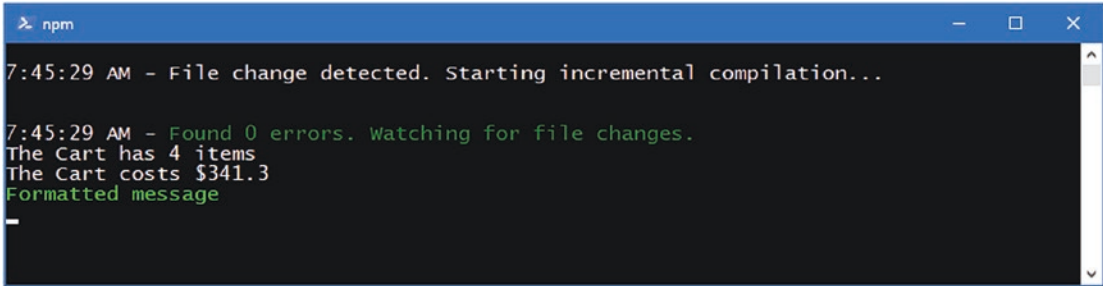 npm
7:45:29 AM - File change detected. Starting incremental compilation...
7:45:29 AM - Found 0 errors. Watching for file changes.
The Cart has 4 items
The Cart costs $341.3
Formatted message